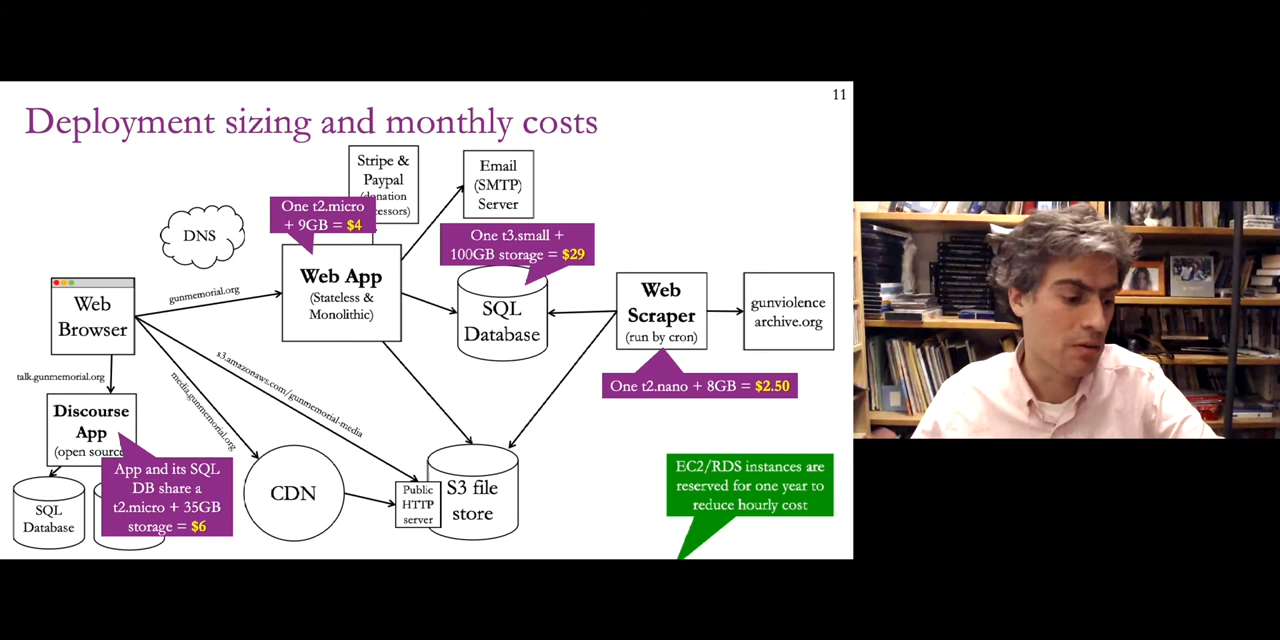 11
Deployment sizing and monthly costs
Stripe &
Paypal
(donation
cessors)
Email
(SMTP)
Server
One t2.micro
+ 9GB = $4
DNS
One t3.small +
100GB storage = $29
Web
Browser
gunmemorial.org
Web App
(Stateless &
Monolithic)
SQL
Database
Web
Scraper
(run by cron)
gunviolence
archive.org
One t2.nano + 8GB = $2.50
talk.gunmemorial.org
media.gunmemorial.org
s3.amazonaws.com/gunmemorial-media
Discourse
App
(open sourc
App and its SQL
DB share a
t2.micro + 35GB
storage = $6
SQL
Database
CDN
Public
HTTP
server
S3 file
store
EC2/RDS instances are
reserved for one year to
reduce hourly cost